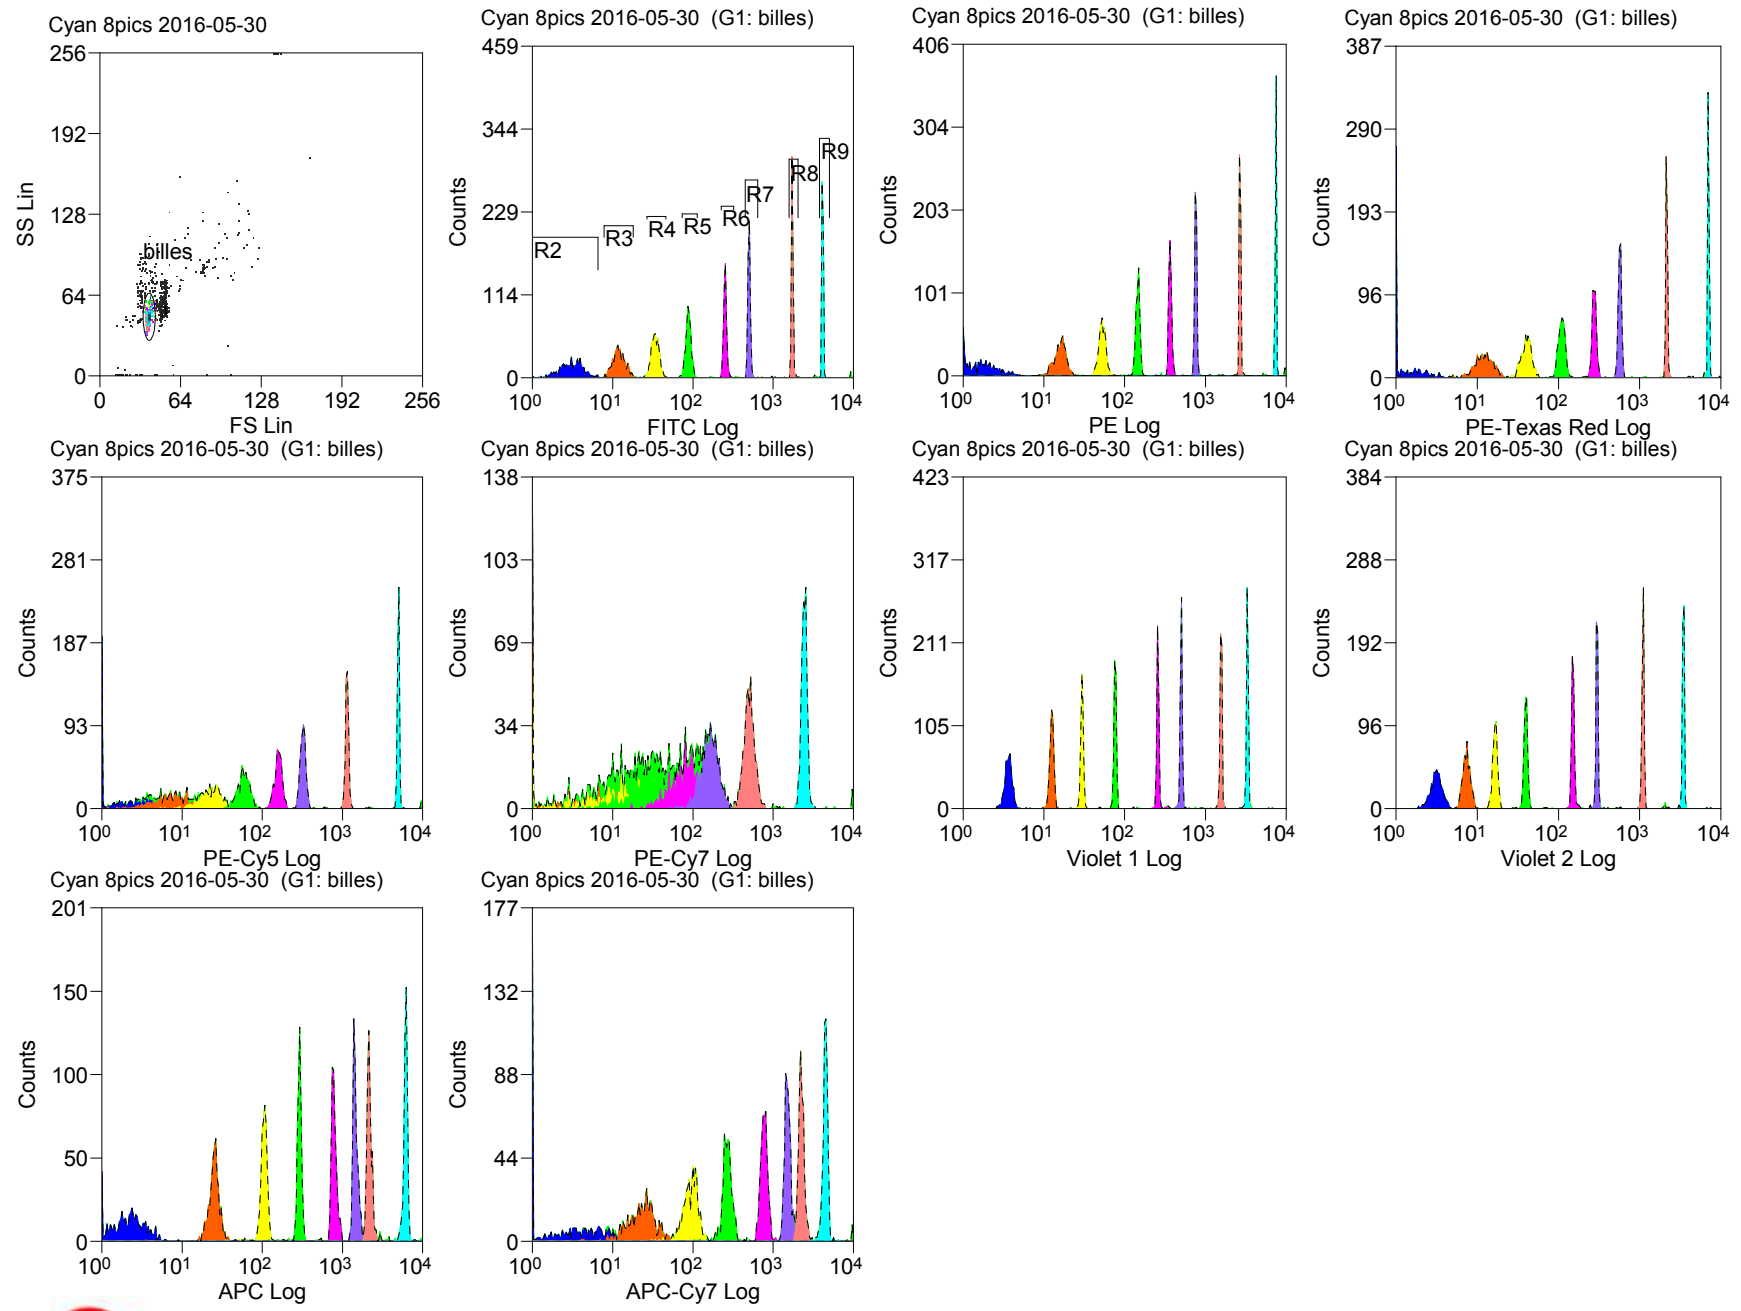 Cyan 8pics 2016-05-30
256
192
128
64
0
SS Lin
billes
0 64 128 192 256
FS Lin
Cyan 8pics 2016-05-30 (G1: billes)
459
344
229
114
0
Counts
R2 R3 R4 R5 R6 R7 R8 R9
10⁰ 10¹ 10² 10³ 10⁴
FITC Log
Cyan 8pics 2016-05-30 (G1: billes)
406
304
203
101
0
Counts
10⁰ 10¹ 10² 10³ 10⁴
PE Log
Cyan 8pics 2016-05-30 (G1: billes)
387
290
193
96
0
Counts
10⁰ 10¹ 10² 10³ 10⁴
PE-Texas Red Log
Cyan 8pics 2016-05-30 (G1: billes)
375
281
187
93
0
Counts
10⁰ 10¹ 10² 10³ 10⁴
PE-Cy5 Log
Cyan 8pics 2016-05-30 (G1: billes)
138
103
69
34
0
Counts
10⁰ 10¹ 10² 10³ 10⁴
PE-Cy7 Log
Cyan 8pics 2016-05-30 (G1: billes)
423
317
211
105
0
Counts
10⁰ 10¹ 10² 10³ 10⁴
Violet 1 Log
Cyan 8pics 2016-05-30 (G1: billes)
384
288
192
96
0
Counts
10⁰ 10¹ 10² 10³ 10⁴
Violet 2 Log
Cyan 8pics 2016-05-30 (G1: billes)
201
150
100
50
0
Counts
10⁰ 10¹ 10² 10³ 10⁴
APC Log
Cyan 8pics 2016-05-30 (G1: billes)
177
132
88
44
0
Counts
10⁰ 10¹ 10² 10³ 10⁴
APC-Cy7 Log